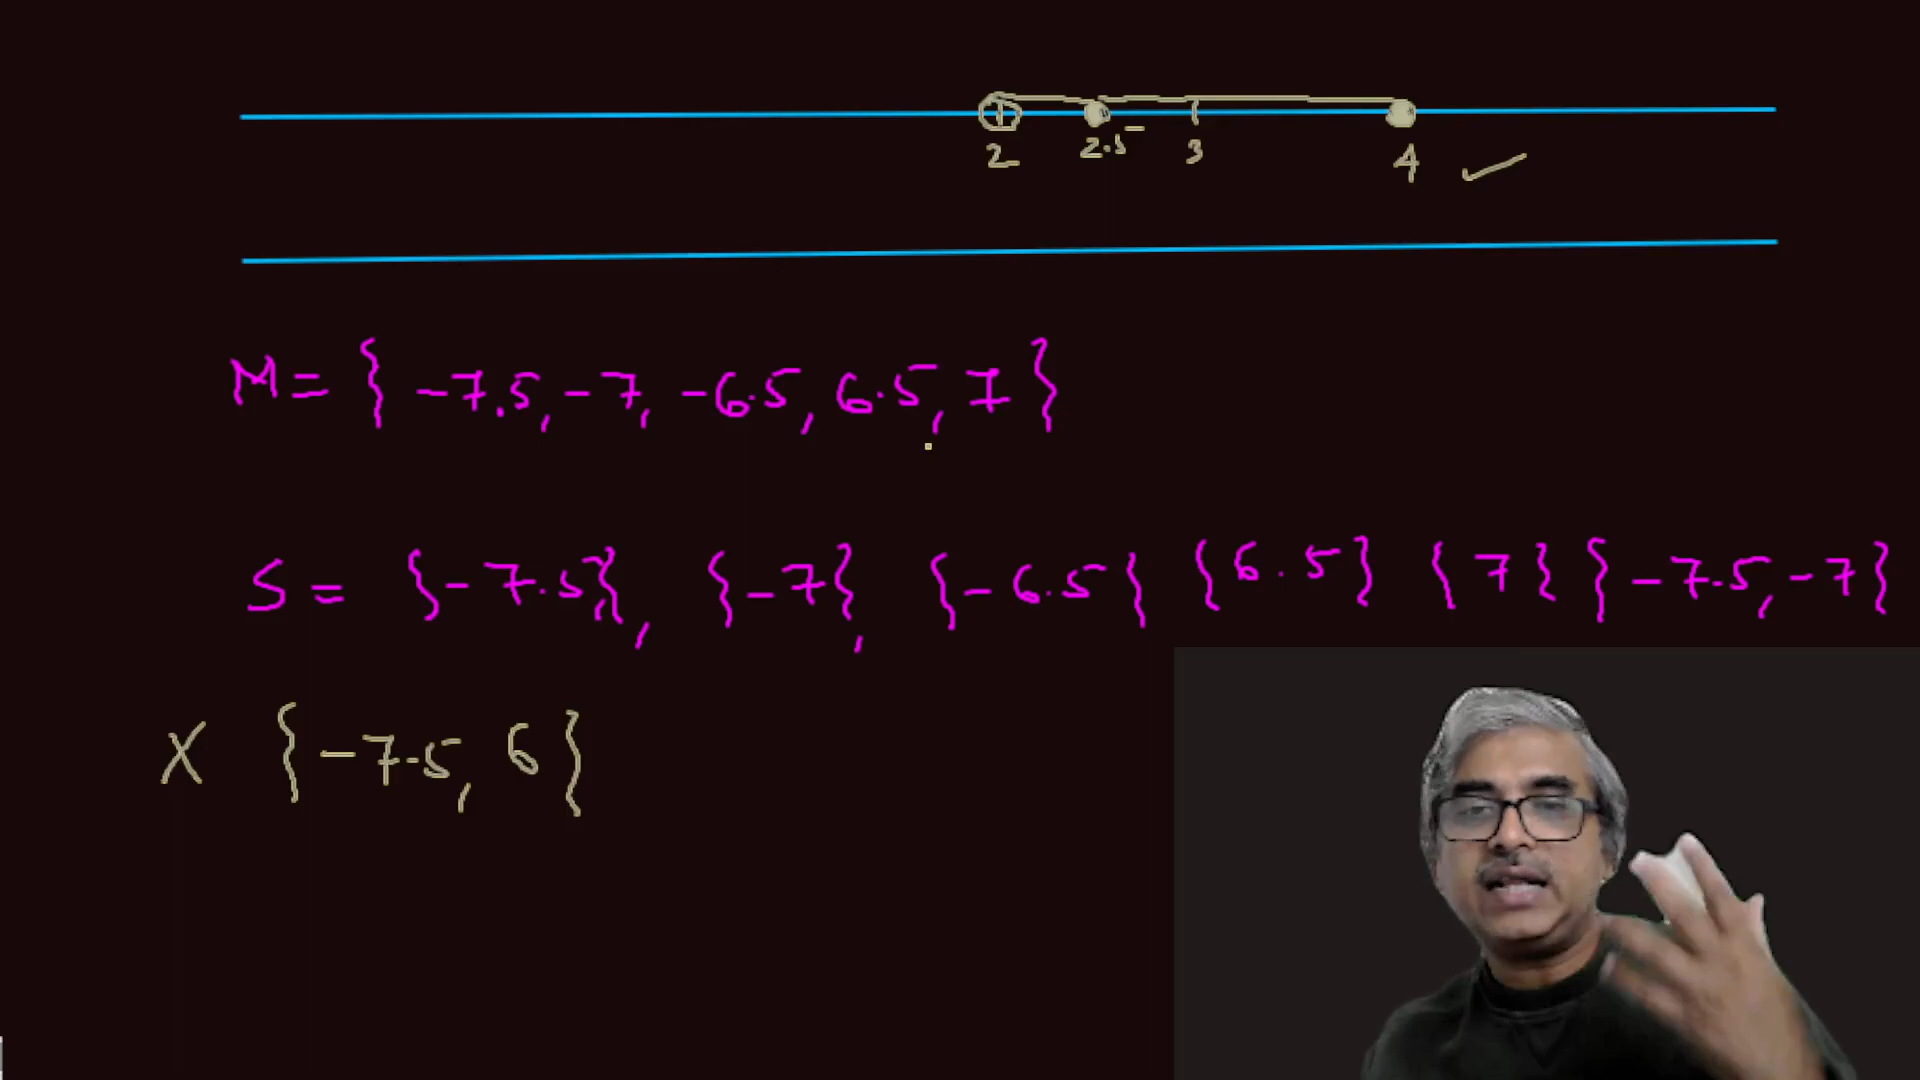 2 2.5 3 4 ✓
M = { -7.5, -7, -6.5, 6.5, 7 }
S = {-7.5}, {-7}, {-6.5} {6.5} {7} {-7.5, -7}
X {-7.5, 6}